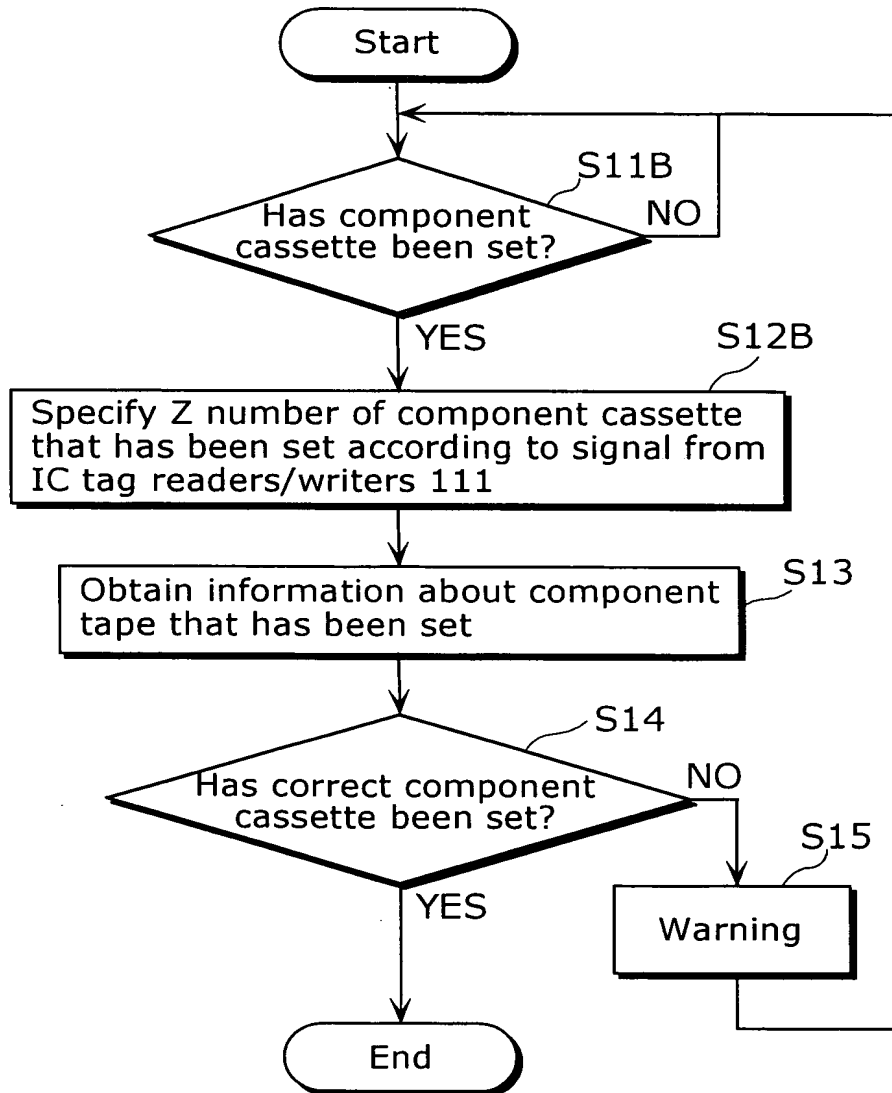 Start
S11B
Has component
cassette been set?
NO
YES
S12B
Specify Z number of component cassette
that has been set according to signal from
IC tag readers/writers 111
S13
Obtain information about component
tape that has been set
S14
Has correct component
cassette been set?
NO
YES
S15
Warning
End